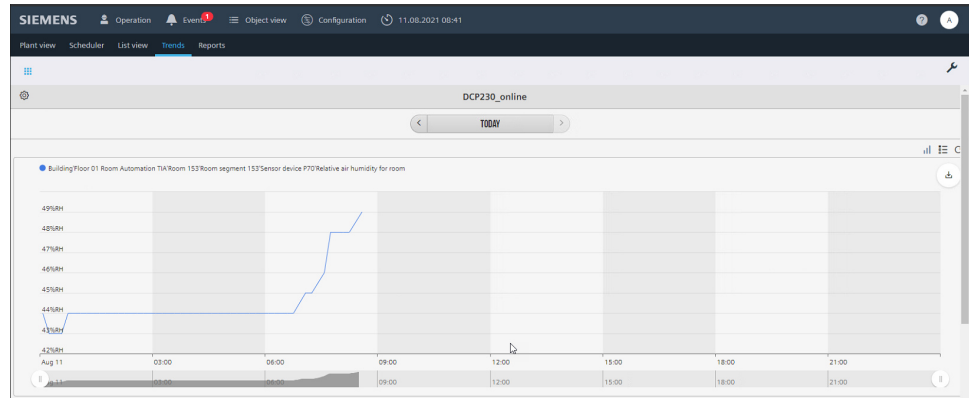 SIEMENS Operation Events 1 Object view Configuration 11.08.2021 08:41 ? A
Plant view Scheduler List view Trends Reports
DCP230_online
< TODAY >
Building'Floor 01 Room Automation TIA'Room 153'Room segment 153'Sensor device P70'Relative air humidity for room
49%RH
48%RH
47%RH
46%RH
45%RH
44%RH
43%RH
42%RH
Aug 11 03:00 06:00 09:00 12:00 15:00 18:00 21:00
03:00 06:00 09:00 12:00 15:00 18:00 21:00